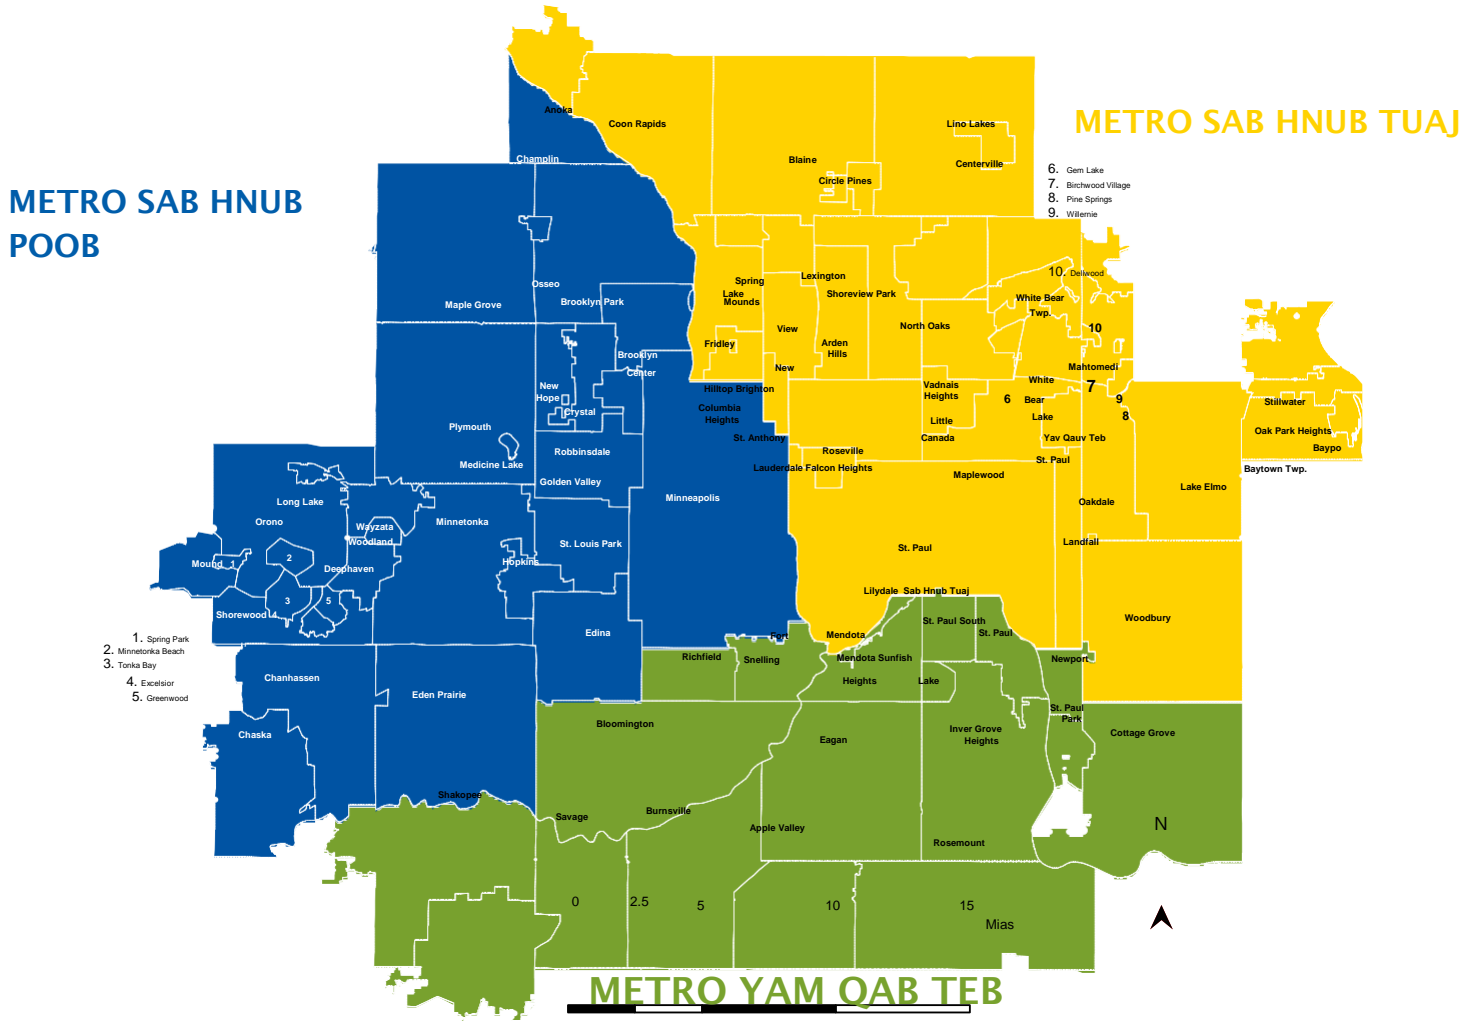 Anoka
Coon Rapids
Lino Lakes
METRO SAB HNUB TUAJ
Champlin
Blaine
Centerville
Circle Pines
6. Gem Lake
7. Birchwood Village
8. Pine Springs
9. Willernie
METRO SAB HNUB
POOB
10. Dellwood
Osseo
Brooklyn Park
Maple Grove
Spring
Lake
Mounds
Lexington
Shoreview Park
White Bear
Twp.
North Oaks
View
10
Fridley
Arden
Hills
Brooklyn
Center
New
Mahtomedi
New
Hope
Hilltop Brighton
Vadnais
Heights
White
7
6
Bear
9
Crystal
Columbia
Heights
Little
Lake
8
Stillwater
Plymouth
St. Anthony
Canada
Yav Qauv Teb
Oak Park Heights
Robbinsdale
Roseville
St. Paul
Baypo
Medicine Lake
Lauderdale Falcon Heights
Maplewood
Baytown Twp.
Golden Valley
Minneapolis
Oakdale
Lake Elmo
Long Lake
Orono
Wayzata
Minnetonka
Woodland
St. Louis Park
St. Paul
Landfall
Mound
1
2
Deephaven
Hopkins
3
5
Lilydale Sab Hnub Tuaj
Shorewood
4
Edina
Fort
Mendota
St. Paul South
St. Paul
Woodbury
1. Spring Park
2. Minnetonka Beach
3. Tonka Bay
4. Excelsior
5. Greenwood
Richfield
Snelling
Mendota Sunfish
Heights
Lake
Newport
Chanhassen
Eden Prairie
St. Paul
Park
Chaska
Bloomington
Eagan
Inver Grove
Heights
Cottage Grove
Shakopee
Savage
Burnsville
Apple Valley
Rosemount
N
0
2.5
5
10
15
Mias
METRO YAM QAB TEB